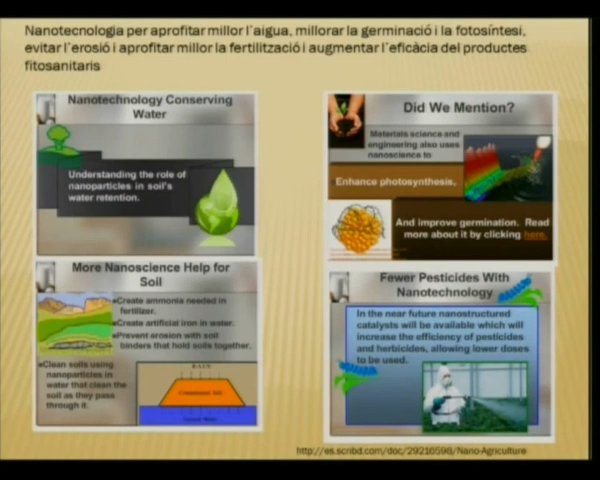 Nanotecnologia per aprofitar millor l´aigua, millorar la germinació i la fotosíntesi,
evitar l´erosió i aprofitar millor la fertilització i augmentar l´eficàcia del productes
fitosanitaris
Nanotechnology Conserving
Water
Understanding the role of
nanoparticles in soil's
water retention.
Did We Mention?
Materials science and
engineering also uses
nanoscience to
Enhance photosynthesis,
And improve germination. Read
more about it by clicking here.
More Nanoscience Help for
Soil
Create ammonia needed in
fertilizer.
Create artificial iron in water.
Prevent erosion with soil
binders that hold soils together.
Clean soils using
nanoparticles in
water that clean the
soil as they pass
through it.
RAIN
Fewer Pesticides With
Nanotechnology
In the near future nanostructured
catalysts will be available which will
increase the efficiency of pesticides
and herbicides, allowing lower doses
to be used.
http://es.scribd.com/doc/29210598/Nano-Agriculture